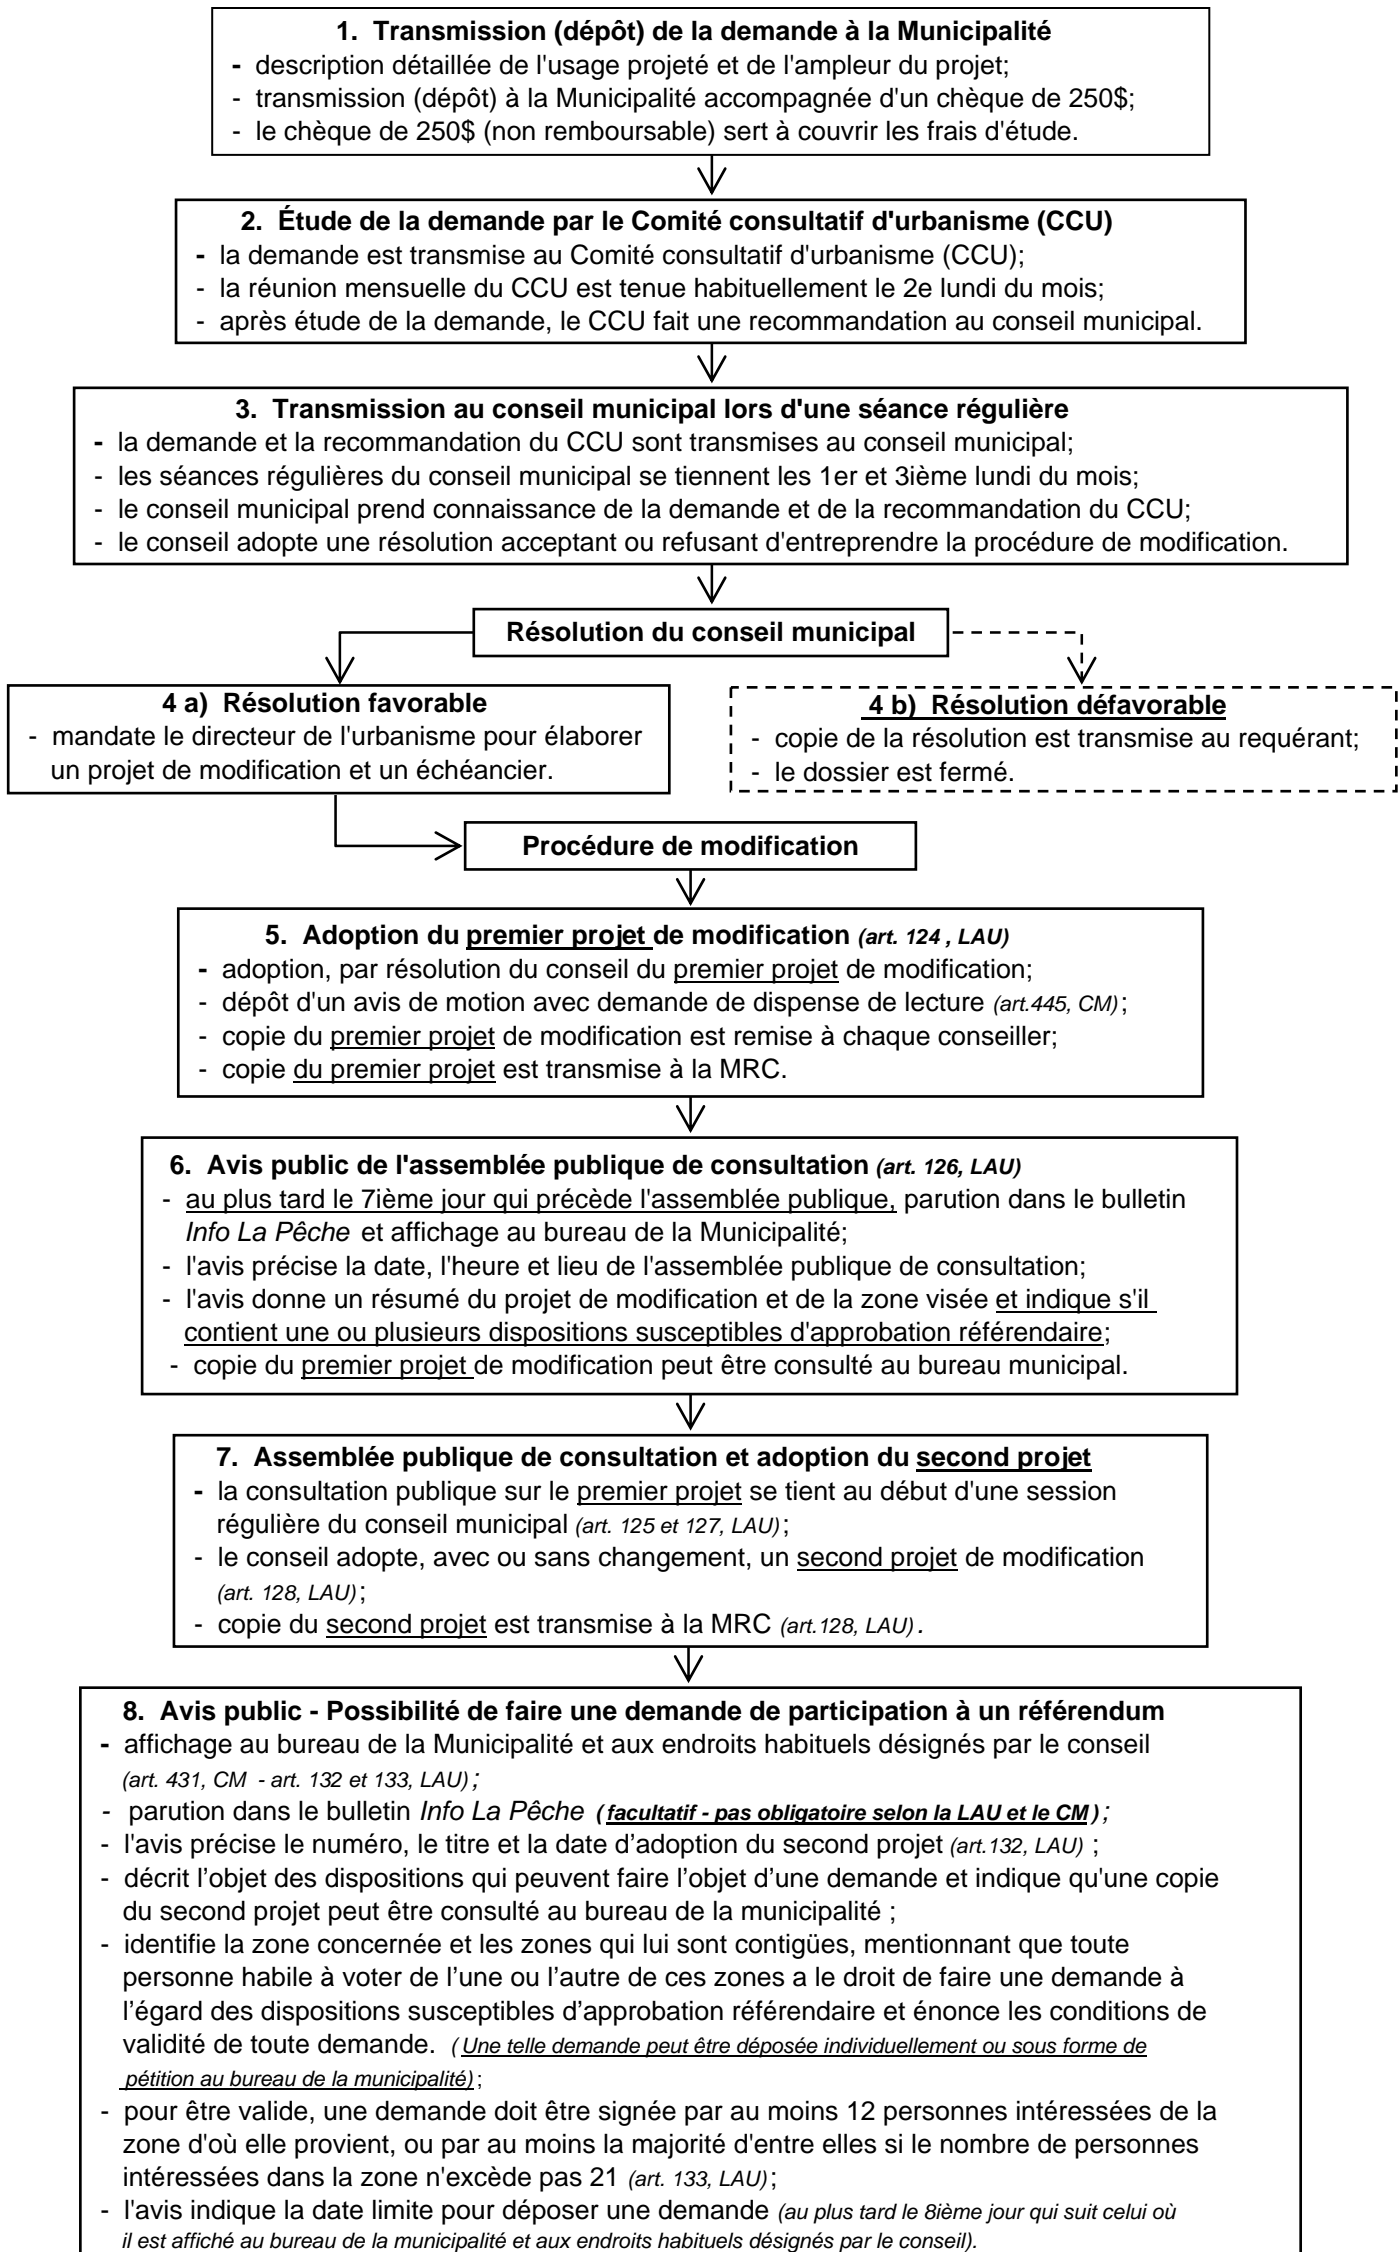 1. Transmission (dépôt) de la demande à la Municipalité
- description détaillée de l'usage projeté et de l'ampleur du projet;
- transmission (dépôt) à la Municipalité accompagnée d'un chèque de 250$;
- le chèque de 250$ (non remboursable) sert à couvrir les frais d'étude.
2. Étude de la demande par le Comité consultatif d'urbanisme (CCU)
- la demande est transmise au Comité consultatif d'urbanisme (CCU);
- la réunion mensuelle du CCU est tenue habituellement le 2e lundi du mois;
- après étude de la demande, le CCU fait une recommandation au conseil municipal.
3. Transmission au conseil municipal lors d'une séance régulière
- la demande et la recommandation du CCU sont transmises au conseil municipal;
- les séances régulières du conseil municipal se tiennent les 1er et 3ième lundi du mois;
- le conseil municipal prend connaissance de la demande et de la recommandation du CCU;
- le conseil adopte une résolution acceptant ou refusant d'entreprendre la procédure de modification.
Résolution du conseil municipal
4 a) Résolution favorable
- mandate le directeur de l'urbanisme pour élaborer
un projet de modification et un échéancier.
4 b) Résolution défavorable
- copie de la résolution est transmise au requérant;
- le dossier est fermé.
Procédure de modification
5. Adoption du premier projet de modification (art. 124 , LAU)
- adoption, par résolution du conseil du premier projet de modification;
- dépôt d'un avis de motion avec demande de dispense de lecture (art.445, CM);
- copie du premier projet de modification est remise à chaque conseiller;
- copie du premier projet est transmise à la MRC.
6. Avis public de l'assemblée publique de consultation (art. 126, LAU)
- au plus tard le 7ième jour qui précède l'assemblée publique, parution dans le bulletin
Info La Pêche et affichage au bureau de la Municipalité;
- l'avis précise la date, l'heure et lieu de l'assemblée publique de consultation;
- l'avis donne un résumé du projet de modification et de la zone visée et indique s'il
contient une ou plusieurs dispositions susceptibles d'approbation référendaire;
- copie du premier projet de modification peut être consulté au bureau municipal.
7. Assemblée publique de consultation et adoption du second projet
- la consultation publique sur le premier projet se tient au début d'une session
régulière du conseil municipal (art. 125 et 127, LAU);
- le conseil adopte, avec ou sans changement, un second projet de modification
(art. 128, LAU);
- copie du second projet est transmise à la MRC (art.128, LAU).
8. Avis public - Possibilité de faire une demande de participation à un référendum
- affichage au bureau de la Municipalité et aux endroits habituels désignés par le conseil
(art. 431, CM - art. 132 et 133, LAU);
- parution dans le bulletin Info La Pêche (facultatif - pas obligatoire selon la LAU et le CM);
- l'avis précise le numéro, le titre et la date d’adoption du second projet (art.132, LAU) ;
- décrit l’objet des dispositions qui peuvent faire l’objet d’une demande et indique qu'une copie
du second projet peut être consulté au bureau de la municipalité ;
- identifie la zone concernée et les zones qui lui sont contigües, mentionnant que toute
personne habile à voter de l’une ou l’autre de ces zones a le droit de faire une demande à
l’égard des dispositions susceptibles d’approbation référendaire et énonce les conditions de
validité de toute demande. (Une telle demande peut être déposée individuellement ou sous forme de
pétition au bureau de la municipalité);
- pour être valide, une demande doit être signée par au moins 12 personnes intéressées de la
zone d'où elle provient, ou par au moins la majorité d'entre elles si le nombre de personnes
intéressées dans la zone n'excède pas 21 (art. 133, LAU);
- l'avis indique la date limite pour déposer une demande (au plus tard le 8ième jour qui suit celui où
il est affiché au bureau de la municipalité et aux endroits habituels désignés par le conseil).